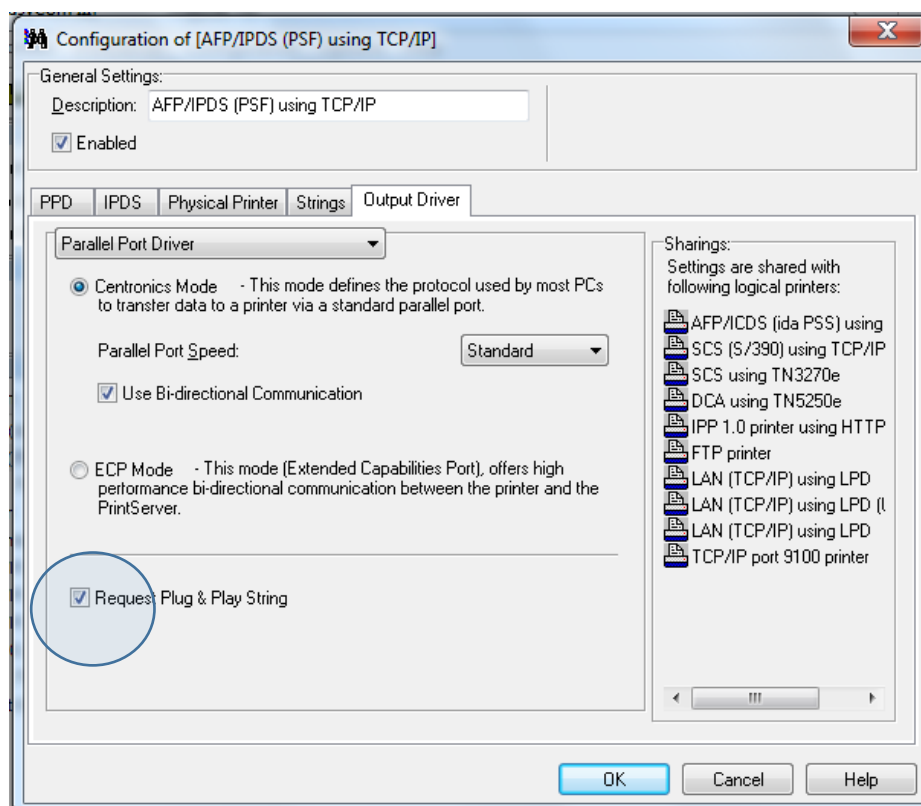 Configuration of [AFP/IPDS (PSF) using TCP/IP]
General Settings:
Description: AFP/IPDS (PSF) using TCP/IP
Enabled
PPD IPDS Physical Printer Strings Output Driver
Parallel Port Driver
Centronics Mode - This mode defines the protocol used by most PCs
to transfer data to a printer via a standard parallel port.
Parallel Port Speed: Standard
Use Bi-directional Communication
ECP Mode - This mode (Extended Capabilities Port), offers high
performance bi-directional communication between the printer and the
PrintServer.
Request Plug & Play String
Sharings:
Settings are shared with
following logical printers:
AFP/ICDS (ida PSS) using
SCS (S/390) using TCP/IP
SCS using TN3270e
DCA using TN5250e
IPP 1.0 printer using HTTP
FTP printer
LAN (TCP/IP) using LPD
LAN (TCP/IP) using LPD (
LAN (TCP/IP) using LPD
TCP/IP port 9100 printer
OK Cancel Help